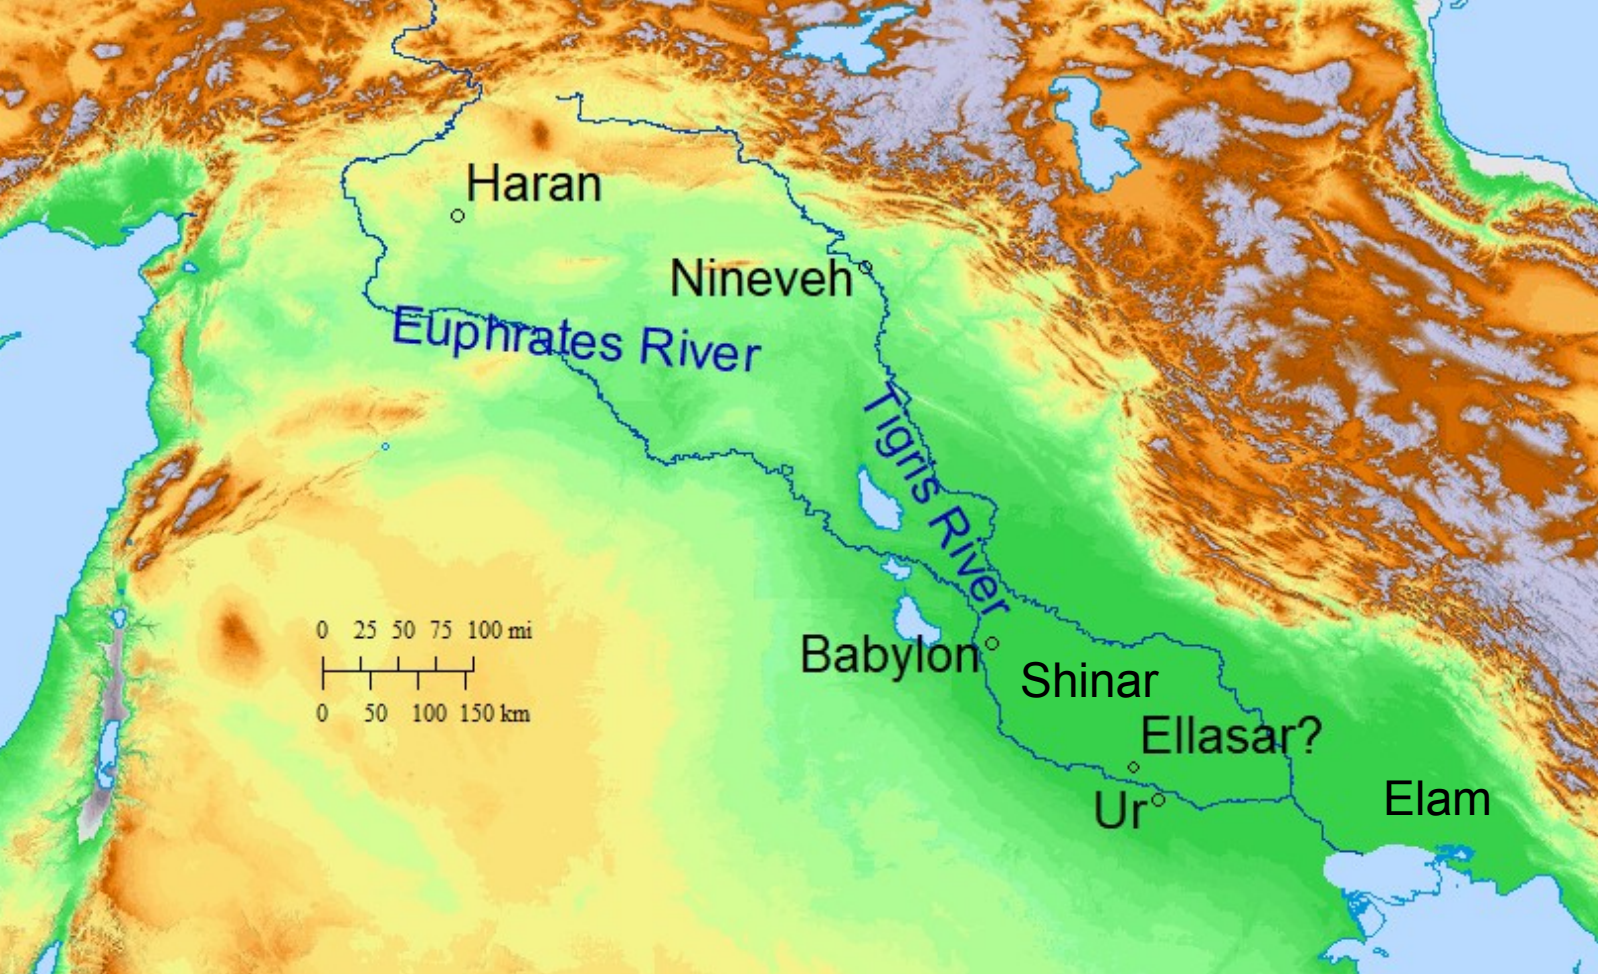 Haran
Nineveh
Euphrates River
Tigris River
0 25 50 75 100 mi
0 50 100 150 km
Babylon
Shinar
Ellasar?
Ur
Elam